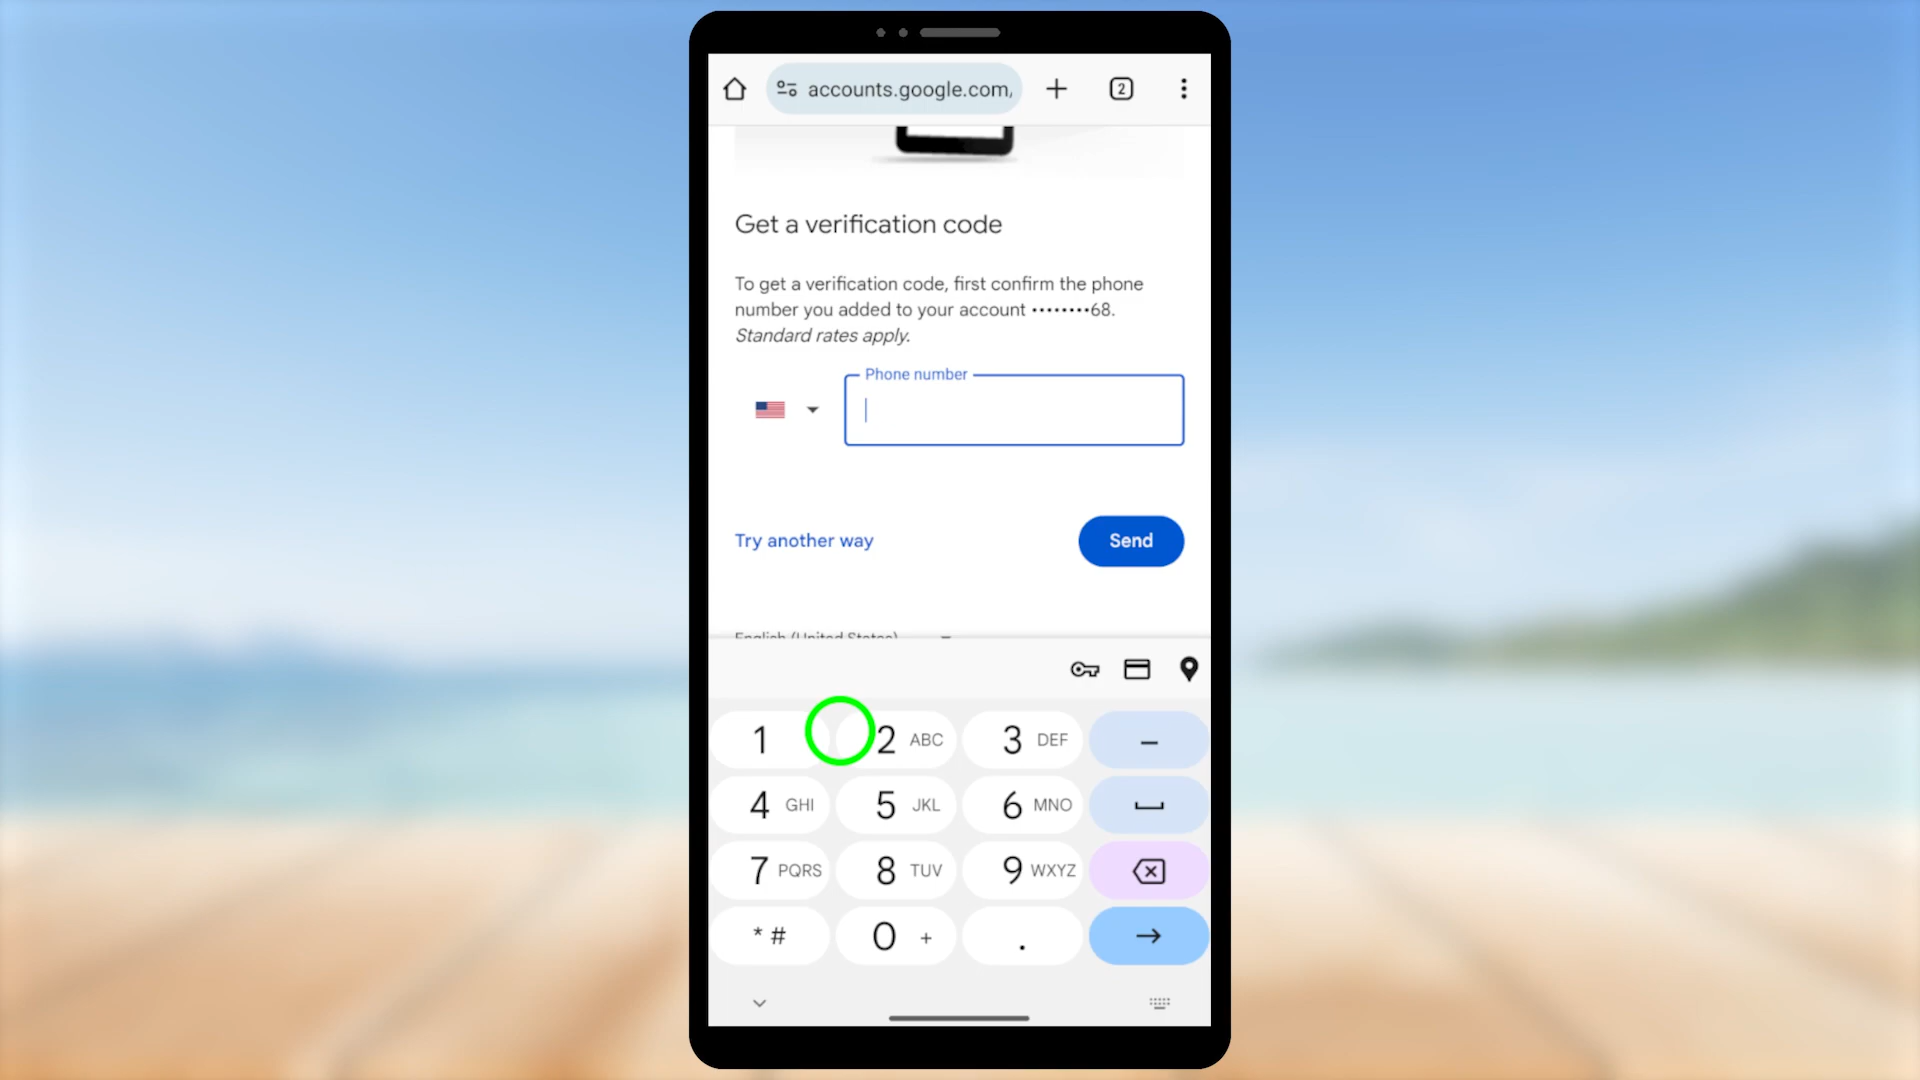 accounts.google.com,
2
Get a verification code
To get a verification code, first confirm the phone
number you added to your account ••••••••68.
Standard rates apply.
Phone number
Try another way
Send
English (United States)
1
2 ABC
3 DEF
–
4 GHI
5 JKL
6 MNO
7 PQRS
8 TUV
9 WXYZ
* #
0 +
.